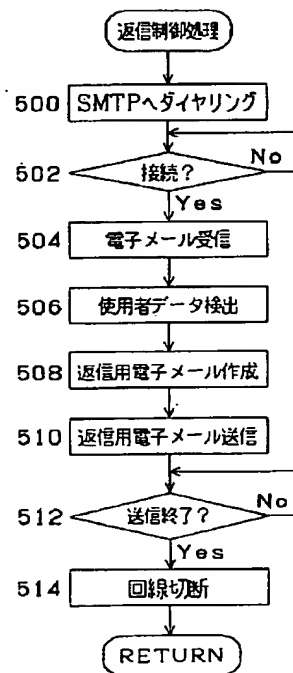 返信制御処理
500 SMTPへダイヤリング
502 接続? No
Yes
504 電子メール受信
506 使用者データ検出
508 返信用電子メール作成
510 返信用電子メール送信
512 送信終了? No
Yes
514 回線切断
RETURN